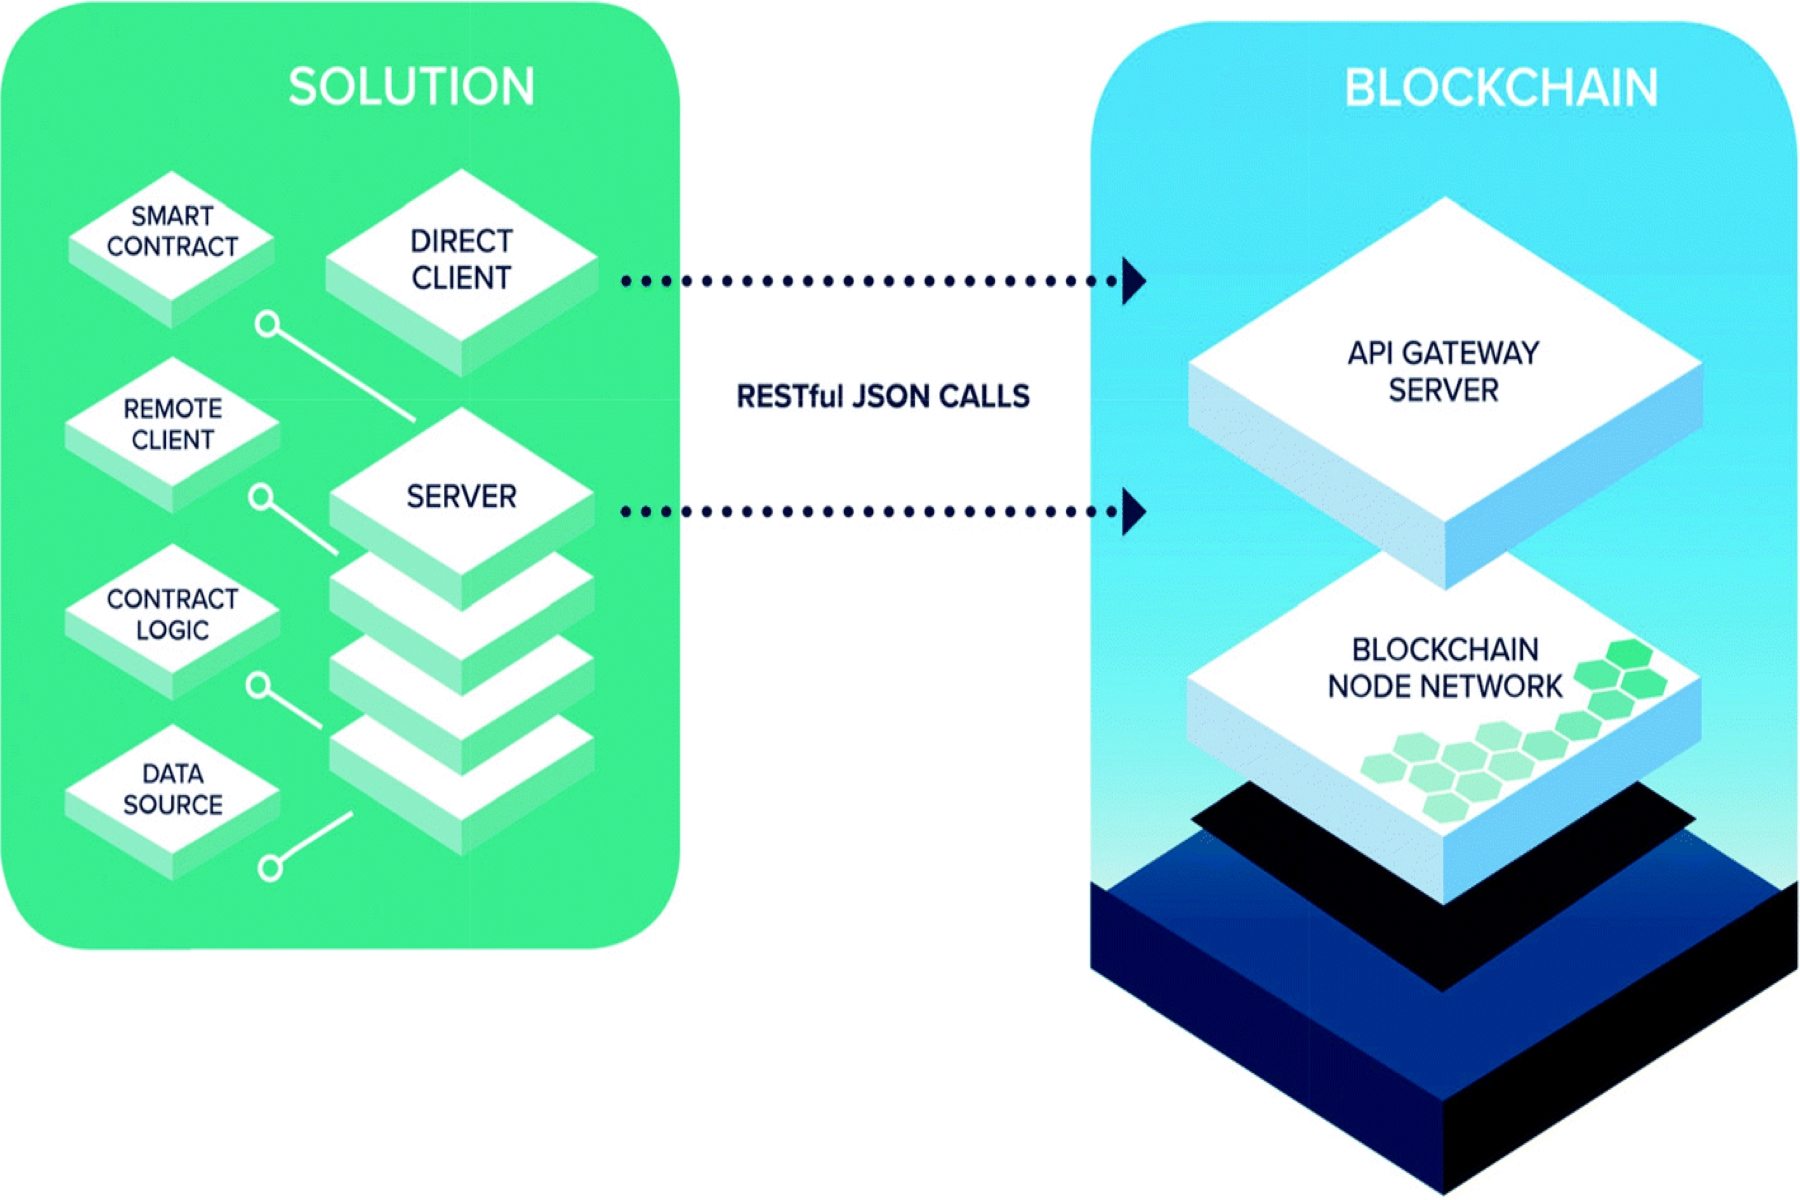 SOLUTION
SMART
CONTRACT
DIRECT
CLIENT
REMOTE
CLIENT
SERVER
CONTRACT
LOGIC
DATA
SOURCE
RESTful JSON CALLS
BLOCKCHAIN
API GATEWAY
SERVER
BLOCKCHAIN
NODE NETWORK